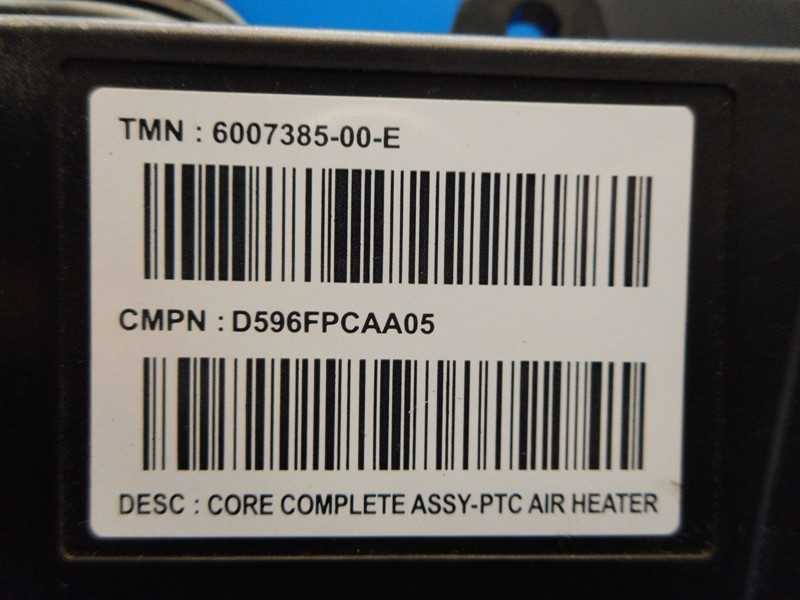 TMN : 6007385-00-E
CMPN : D596FPCAA05
DESC : CORE COMPLETE ASSY-PTC AIR HEATER